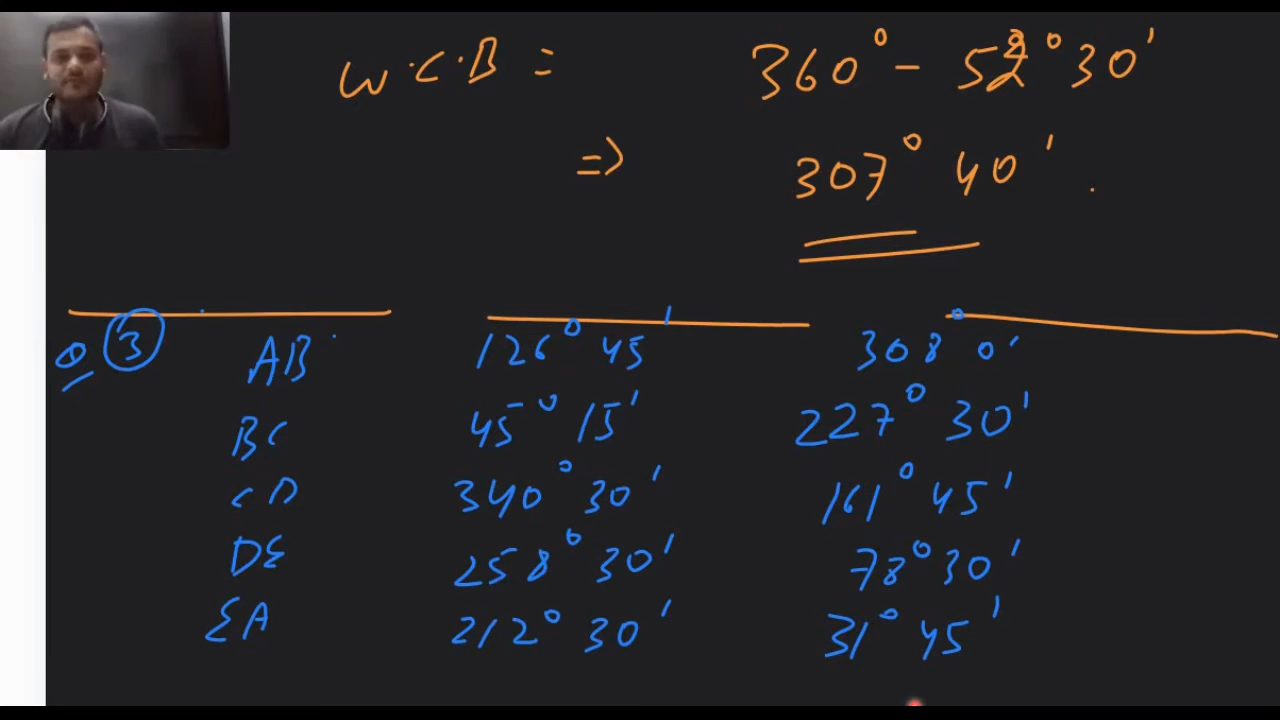 W.C.B = 360° - 52°30'
=> 307° 40'.
Q 3 AB 126° 45' 308° 0'
BC 45° 15' 227° 30'
CD 340° 30' 161° 45'
DE 258° 30' 78° 30'
EA 212° 30' 31° 45'